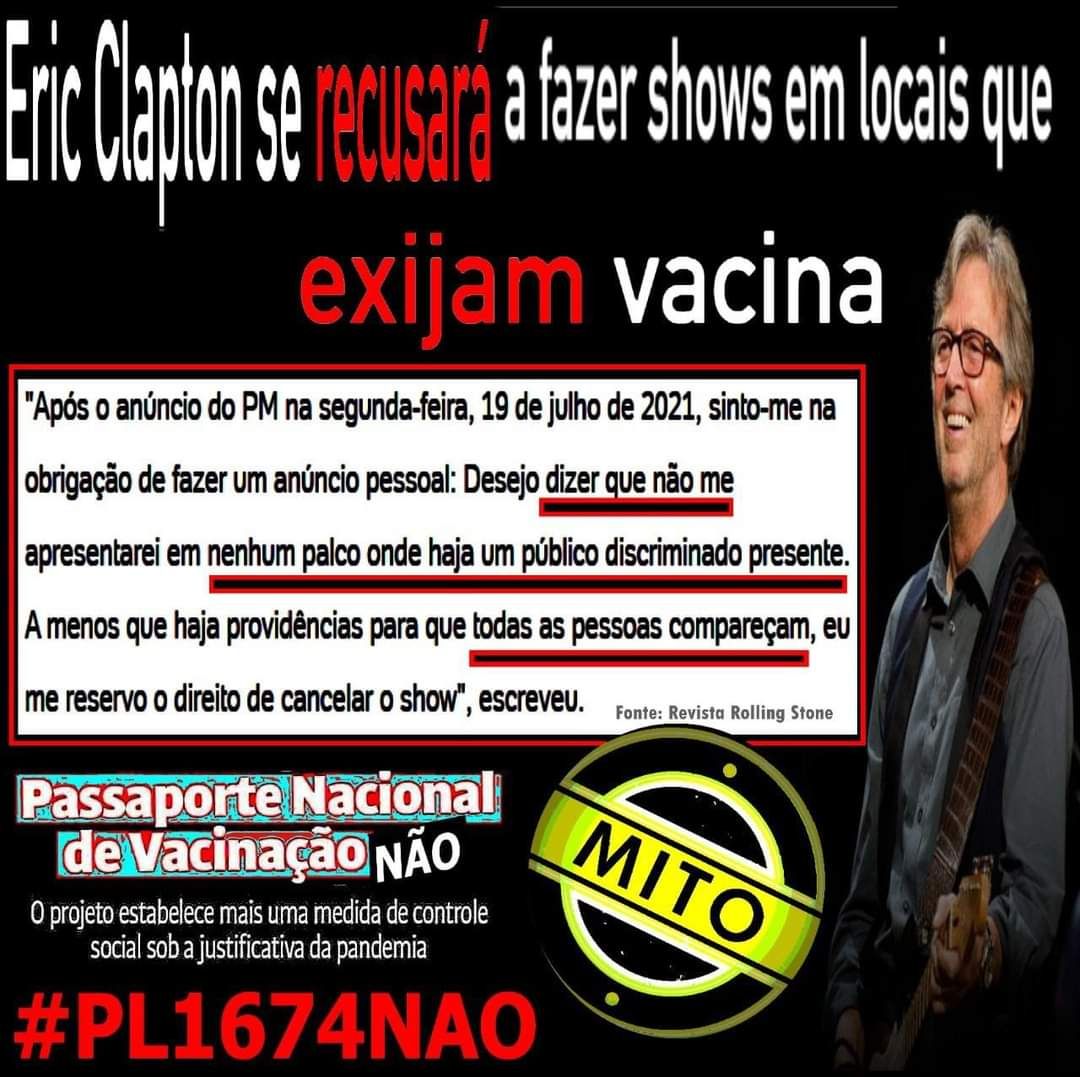 Eric Clapton se recusará a fazer shows em locais que
exijam vacina
"Após o anúncio do PM na segunda-feira, 19 de julho de 2021, sinto-me na
obrigação de fazer um anúncio pessoal: Desejo dizer que não me
apresentarei em nenhum palco onde haja um público discriminado presente.
A menos que haja providências para que todas as pessoas compareçam, eu
me reservo o direito de cancelar o show", escreveu.
Fonte: Revista Rolling Stone
Passaporte Nacional
de Vacinação NÃO
O projeto estabelece mais uma medida de controle
social sob a justificativa da pandemia
#PL1674NAO
MITO